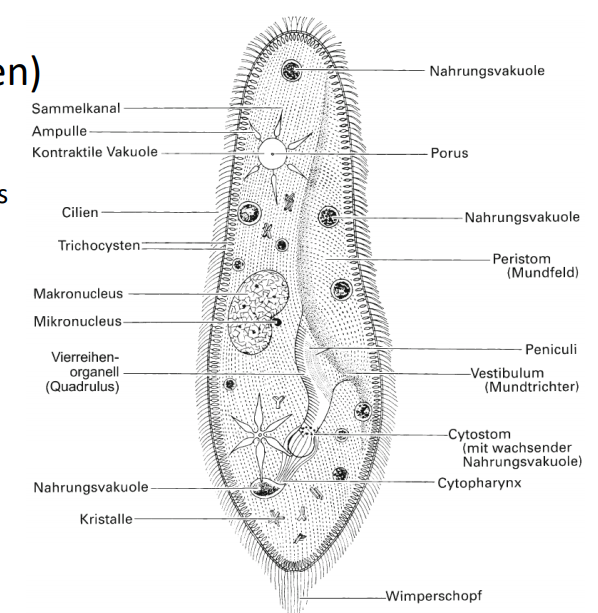 en)
s
Sammelkanal
Ampulle
Kontraktile Vakuole
Cilien
Trichocysten
Makronucleus
Mikronucleus
Vierreihen-
organell
(Quadrulus)
Nahrungsvakuole
Kristalle
Nahrungsvakuole
Porus
Nahrungsvakuole
Peristom
(Mundfeld)
Peniculi
Vestibulum
(Mundtrichter)
Cytostom
(mit wachsender
Nahrungsvakuole)
Cytopharynx
Wimperschopf